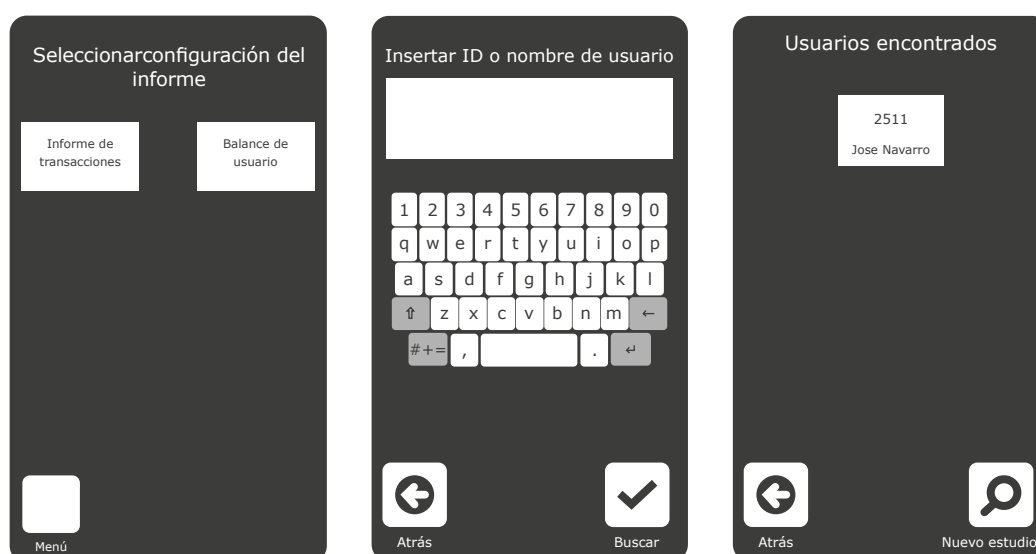 Seleccionarconfiguración del
informe
Informe de
transacciones
Balance de
usuario
Menú
Insertar ID o nombre de usuario
1 2 3 4 5 6 7 8 9 0
q w e r t y u i o p
a s d f g h j k l
⇧ z x c v b n m ←
#+= , . ↵
Atrás
Buscar
Usuarios encontrados
2511
Jose Navarro
Atrás
Nuevo estudio